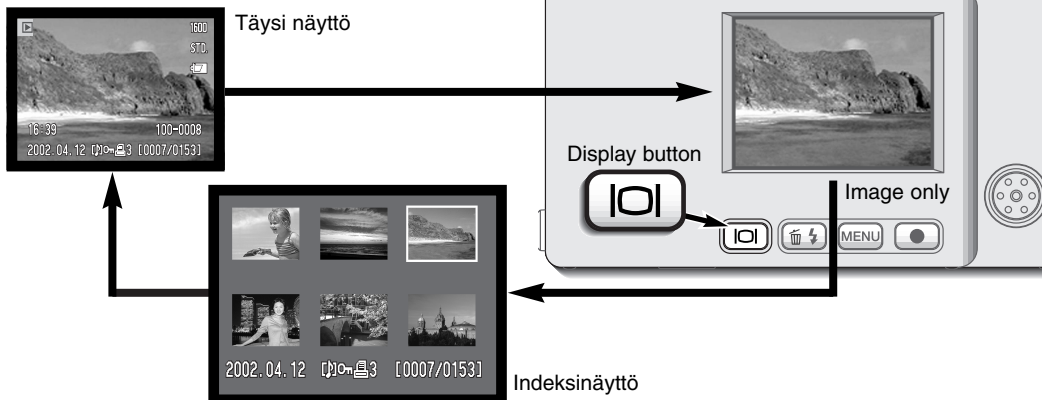 Täysi näyttö
1600
STD.
16:39 100-0008
2002.04.12 3 [0007/0153]
Display button
Image only
MENU
2002.04.12 3 [0007/0153]
Indeksinäyttö